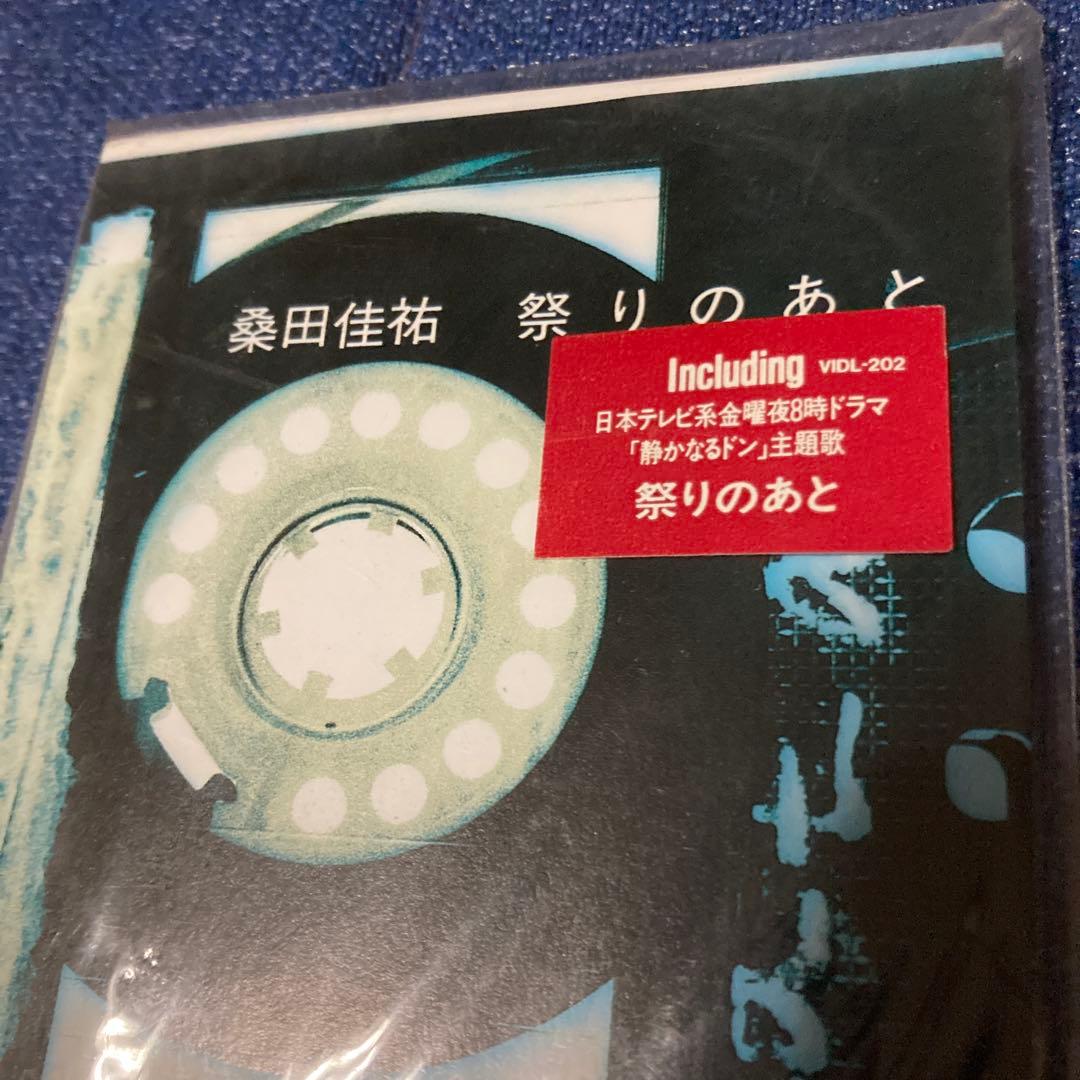 桑田佳祐 祭りのあと
Including VIDL-202
日本テレビ系金曜夜8時ドラマ
「静かなるドン」主題歌
祭りのあと